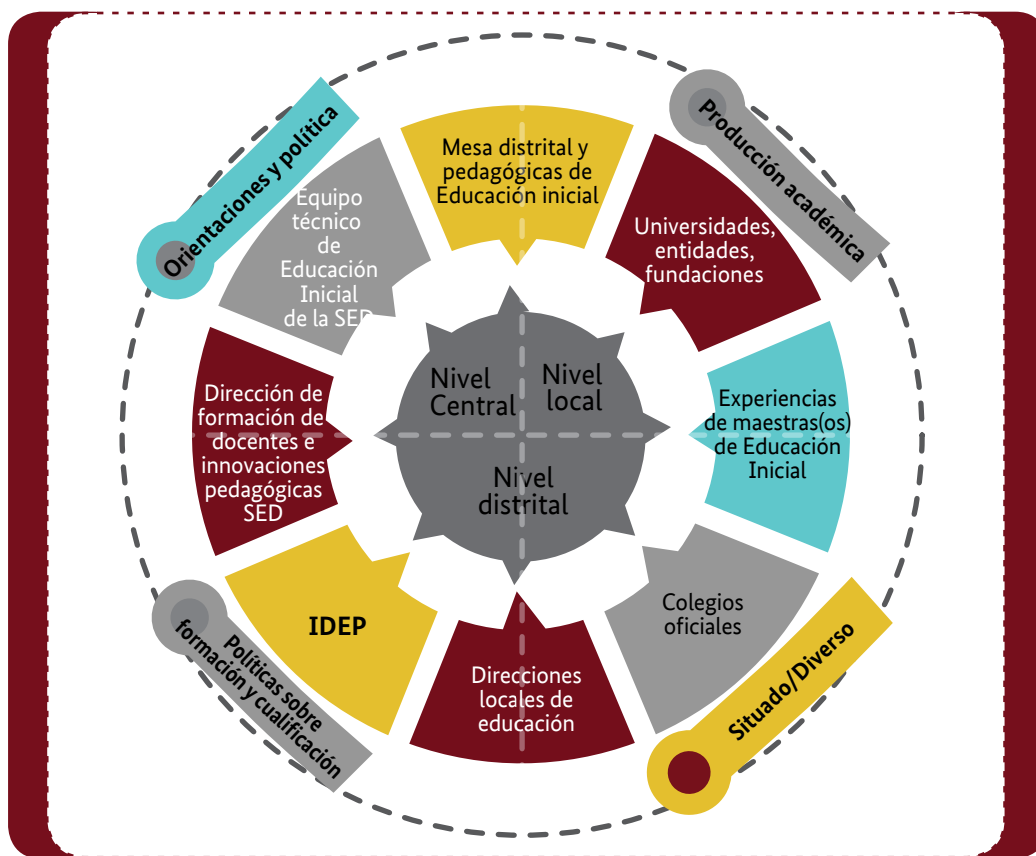 Orientaciones y política
Producción académica
Mesa distrital y
pedagógicas de
Educación inicial
Equipo
técnico
de
Educación
Inicial
de la SED
Universidades,
entidades,
fundaciones
Nivel
Central
Nivel
local
Nivel
distrital
Dirección de
formación de
docentes e
innovaciones
pedagógicas
SED
Experiencias
de maestras(os)
de Educación
Inicial
IDEP
Colegios
oficiales
Direcciones
locales de
educación
Políticas sobre
formación y cualificación
Situado/Diverso